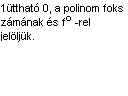 1üttható 0, a polinom foks
zámának és f° -rel
jelöljük.